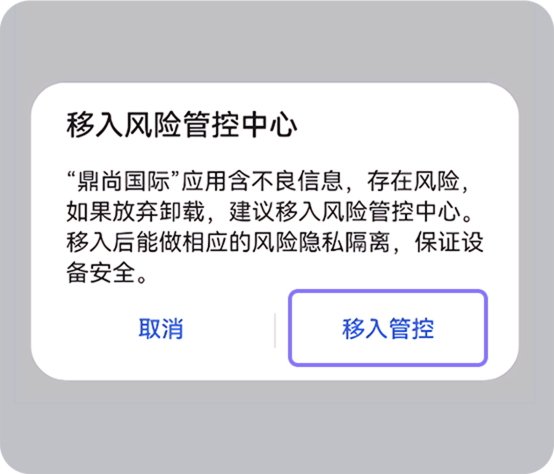 移入风险管控中心
“鼎尚国际”应用含不良信息，存在风险，
如果放弃卸载，建议移入风险管控中心。
移入后能做相应的风险隐私隔离，保证设
备安全。
取消
移入管控